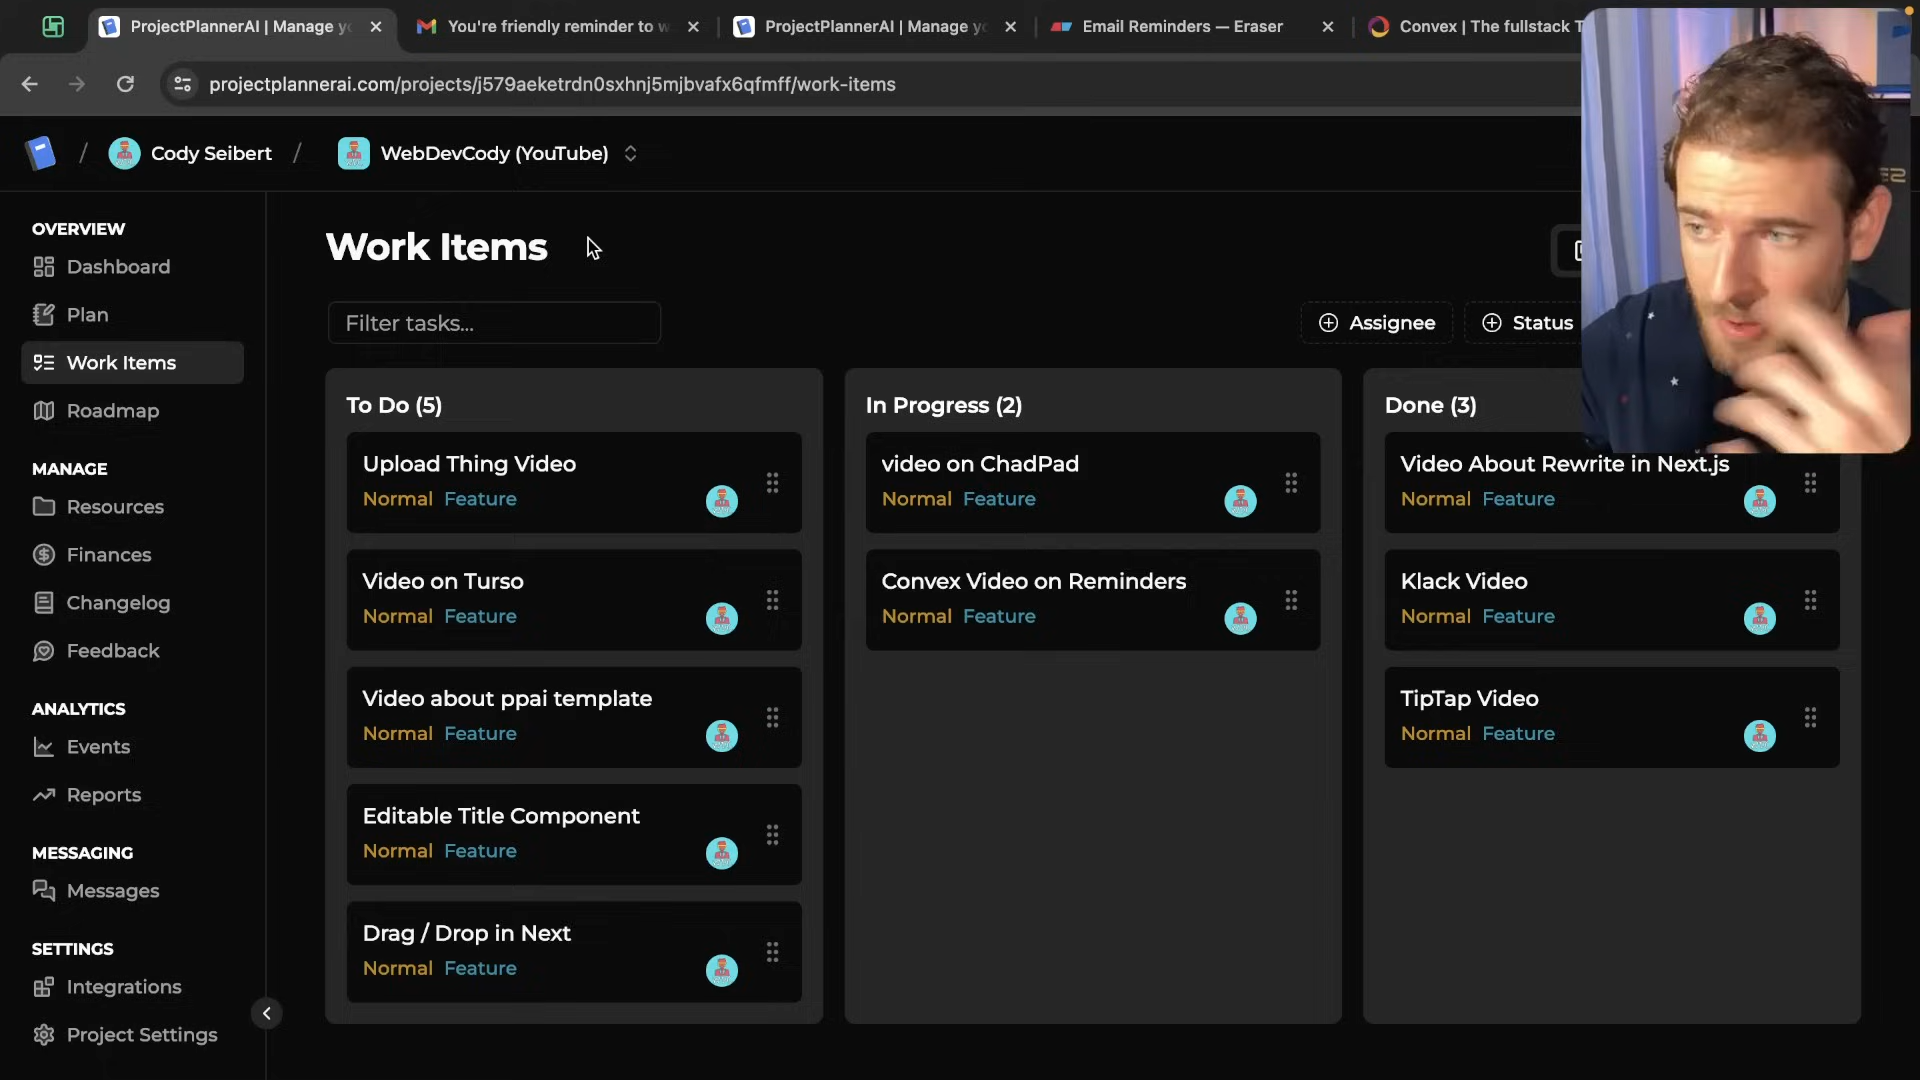 ProjectPlannerAI | Manage yo
You're friendly reminder to w
ProjectPlannerAI | Manage yo
Email Reminders — Eraser
Convex | The fullstack T
projectplannerai.com/projects/j579aeketrdn0sxhnj5mjbvafx6qfmff/work-items
/ Cody Seibert / WebDevCody (YouTube)
OVERVIEW
Dashboard
Plan
Work Items
Roadmap
MANAGE
Resources
Finances
Changelog
Feedback
ANALYTICS
Events
Reports
MESSAGING
Messages
SETTINGS
Integrations
Project Settings
Work Items
Filter tasks...
Assignee
Status
To Do (5)
Upload Thing Video
Normal Feature
Video on Turso
Normal Feature
Video about ppai template
Normal Feature
Editable Title Component
Normal Feature
Drag / Drop in Next
Normal Feature
In Progress (2)
video on ChadPad
Normal Feature
Convex Video on Reminders
Normal Feature
Done (3)
Video About Rewrite in Next.js
Normal Feature
Klack Video
Normal Feature
TipTap Video
Normal Feature